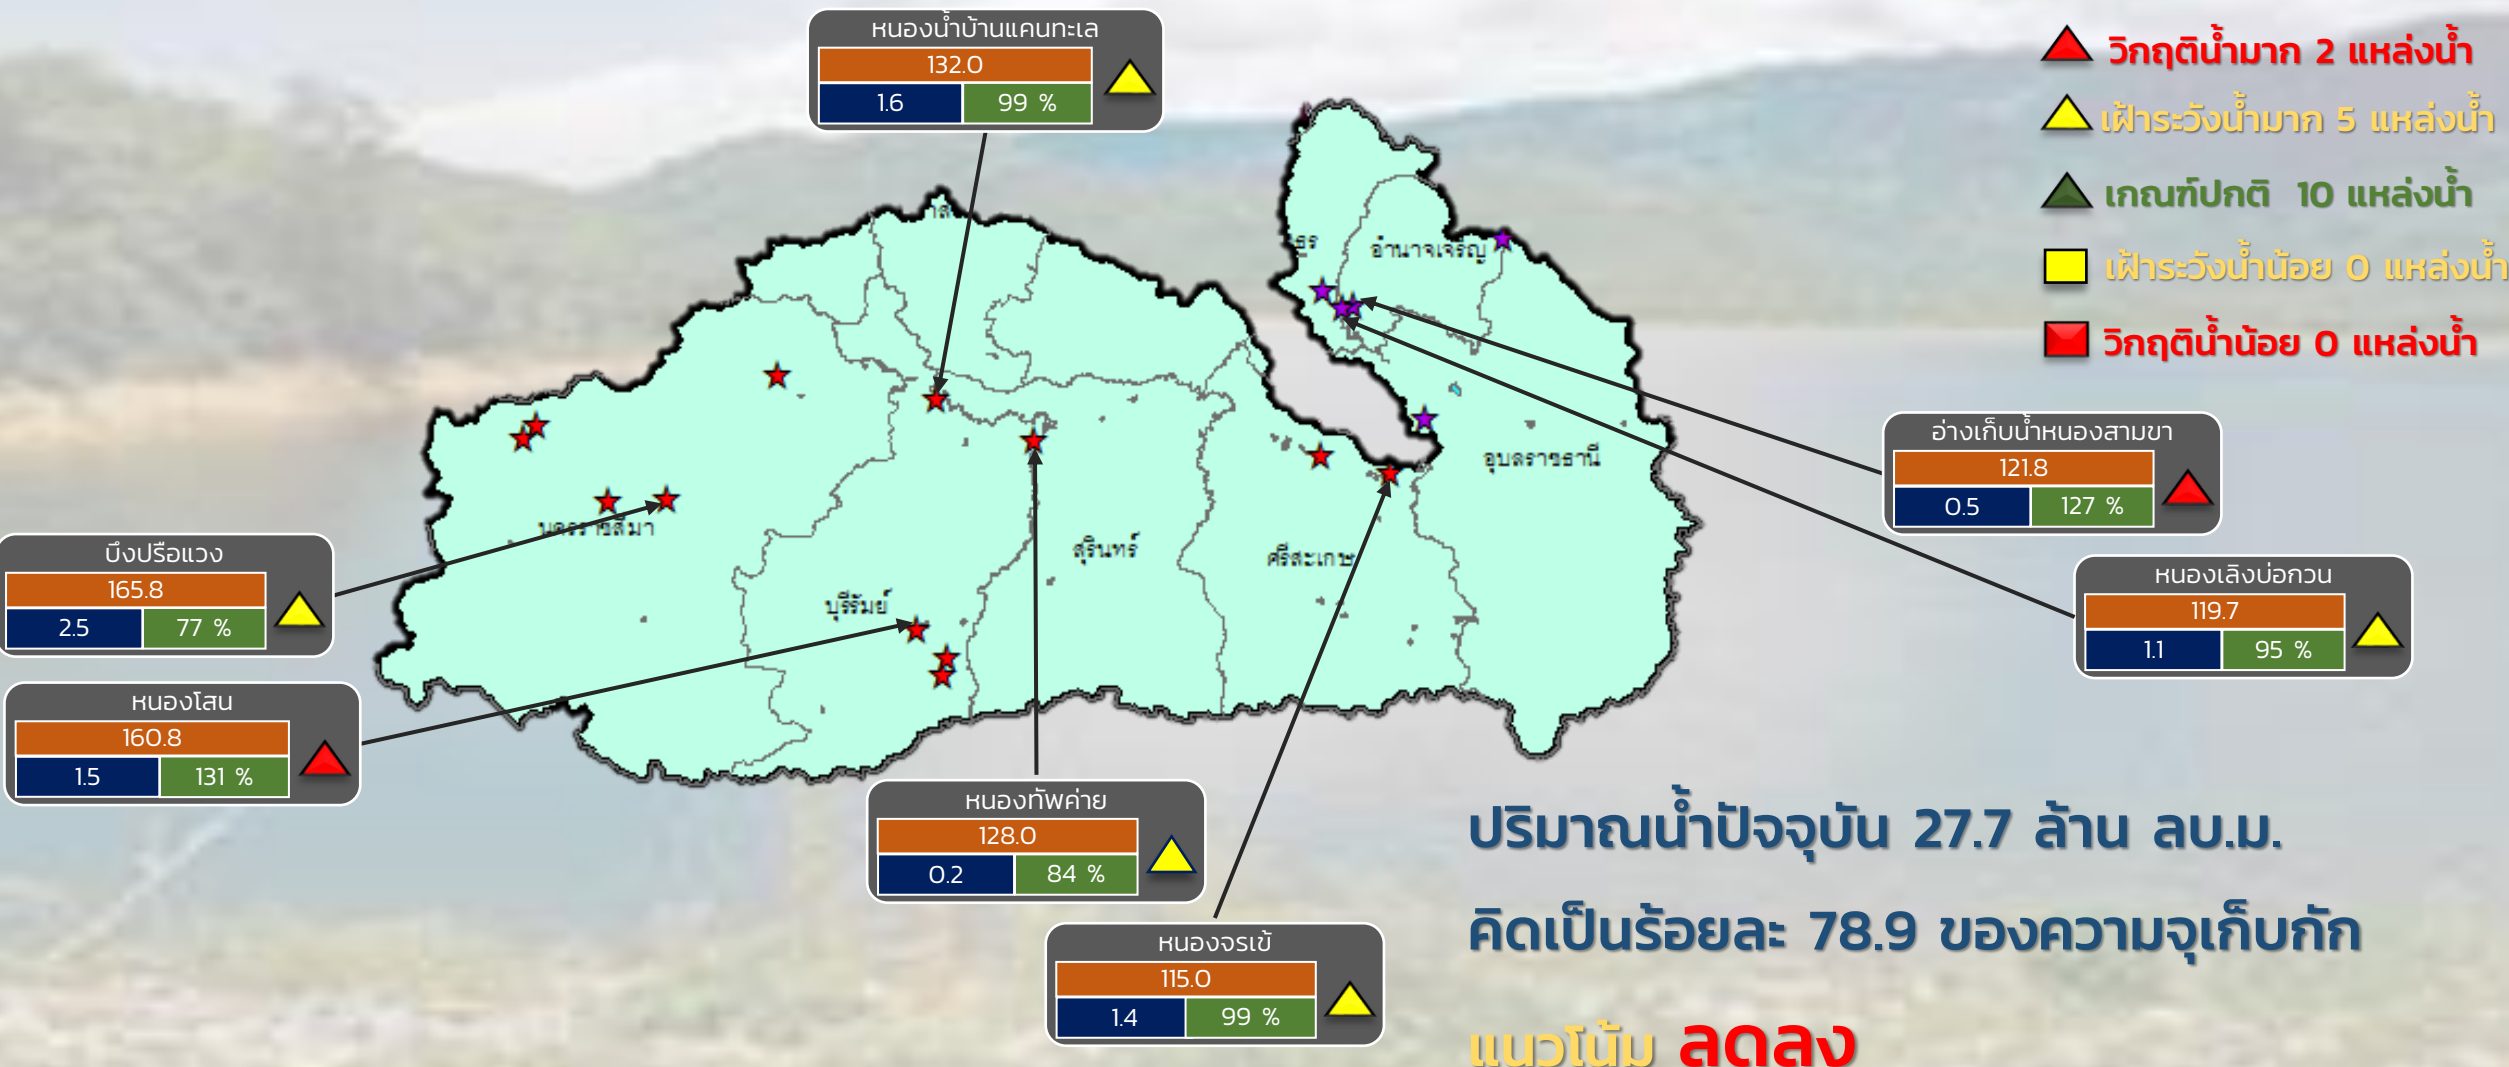 หนองน้ำบ้านแคนทะเล
132.0
1.6 99 %
วิกฤติน้ำมาก 2 แหล่งน้ำ
เฝ้าระวังน้ำมาก 5 แหล่งน้ำ
เกณฑ์ปกติ 10 แหล่งน้ำ
เฝ้าระวังน้ำน้อย 0 แหล่งน้ำ
วิกฤติน้ำน้อย 0 แหล่งน้ำ
อำนาจเจริญ
อุบลราชธานี
นครราชสีมา
สุรินทร์
ศรีสะเกษ
บุรีรัมย์
อ่างเก็บน้ำหนองสามขา
121.8
0.5 127 %
บึงปรือแวง
165.8
2.5 77 %
หนองเลิงบ่อกวน
119.7
1.1 95 %
หนองโสน
160.8
1.5 131 %
หนองทัพค่าย
128.0
0.2 84 %
หนองจรเข้
115.0
1.4 99 %
ปริมาณน้ำปัจจุบัน 27.7 ล้าน ลบ.ม.
คิดเป็นร้อยละ 78.9 ของความจุเก็บกัก
แนวโน้ม ลดลง